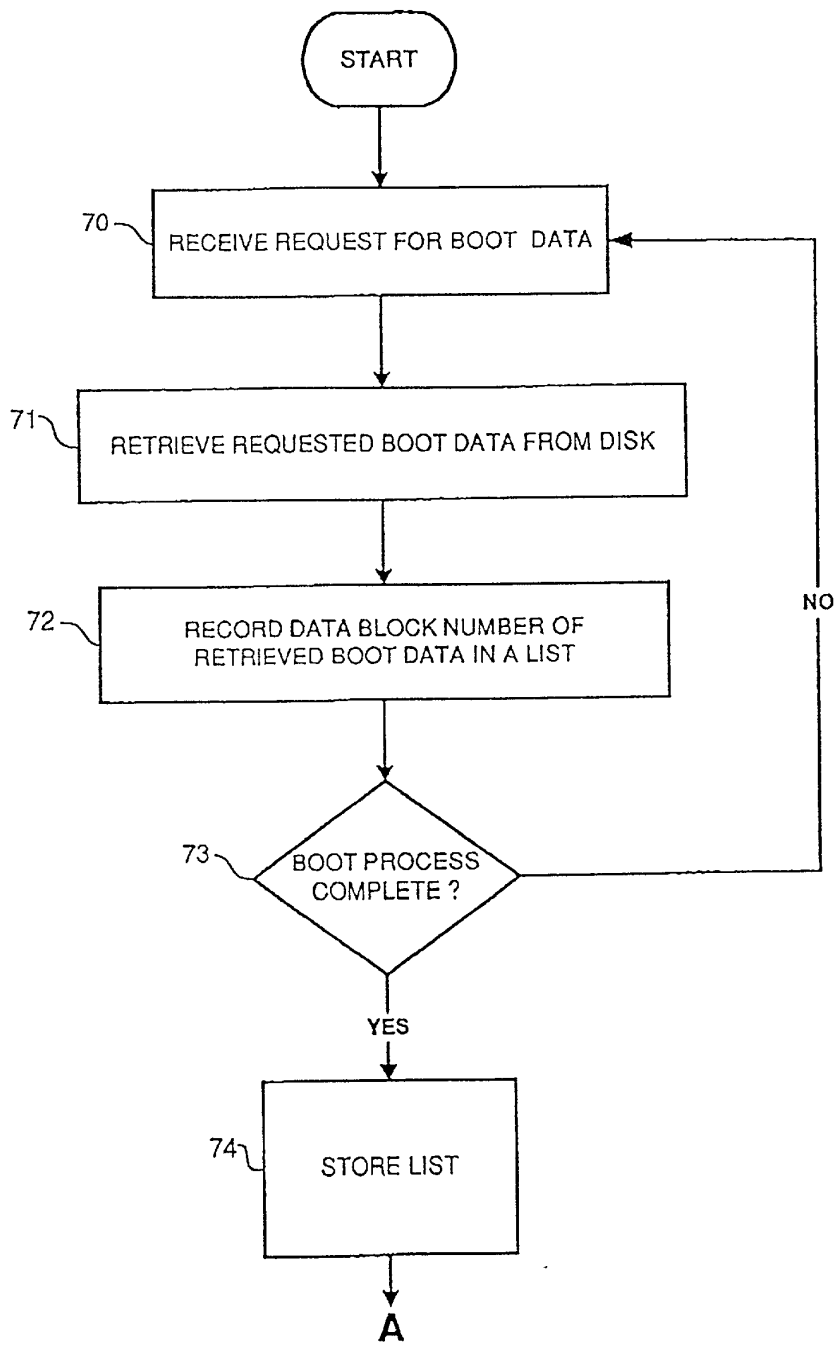 START
70
RECEIVE REQUEST FOR BOOT DATA
71
RETRIEVE REQUESTED BOOT DATA FROM DISK
72
RECORD DATA BLOCK NUMBER OF
RETRIEVED BOOT DATA IN A LIST
NO
73
BOOT PROCESS
COMPLETE ?
YES
74
STORE LIST
A